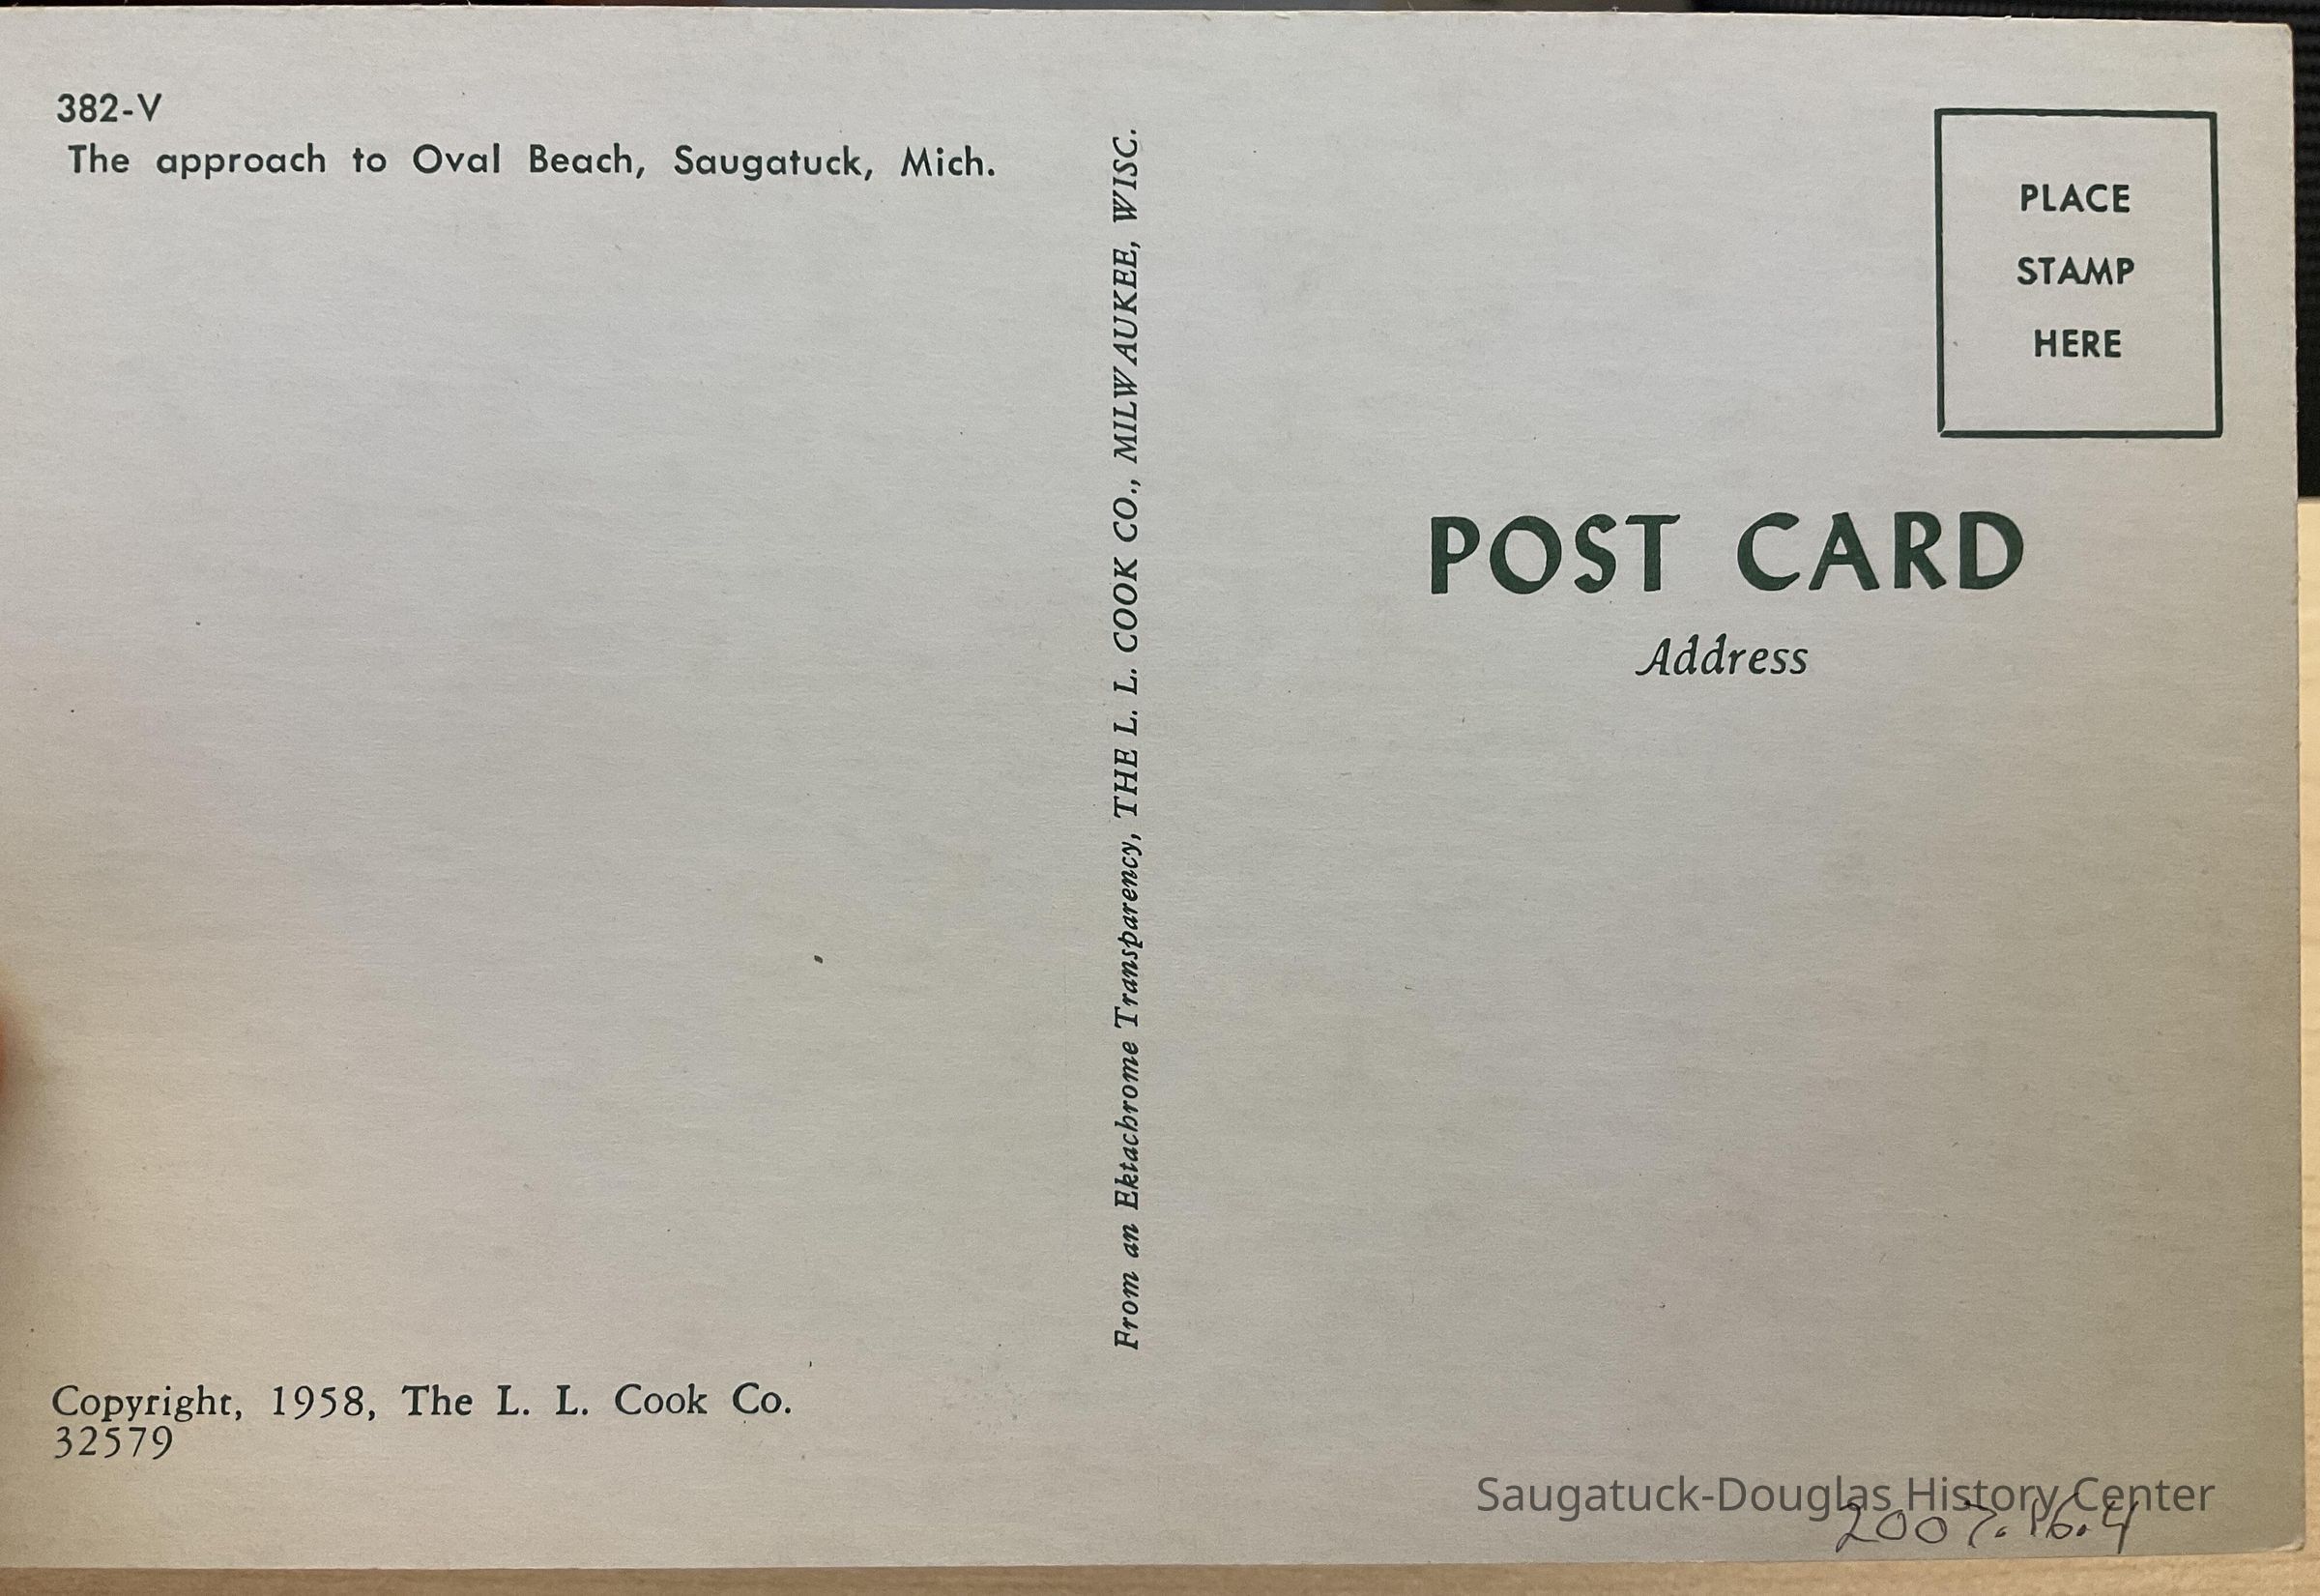 382-V
The approach to Oval Beach, Saugatuck, Mich.
Copyright, 1958, The L. L. Cook Co.
32579
From an Ektachrome Transparency, THE L. L. COOK CO., MILWAUKEE, WISC.
PLACE
STAMP
HERE
POST CARD
Address
Saugatuck-Douglas History Center
2007.16.4